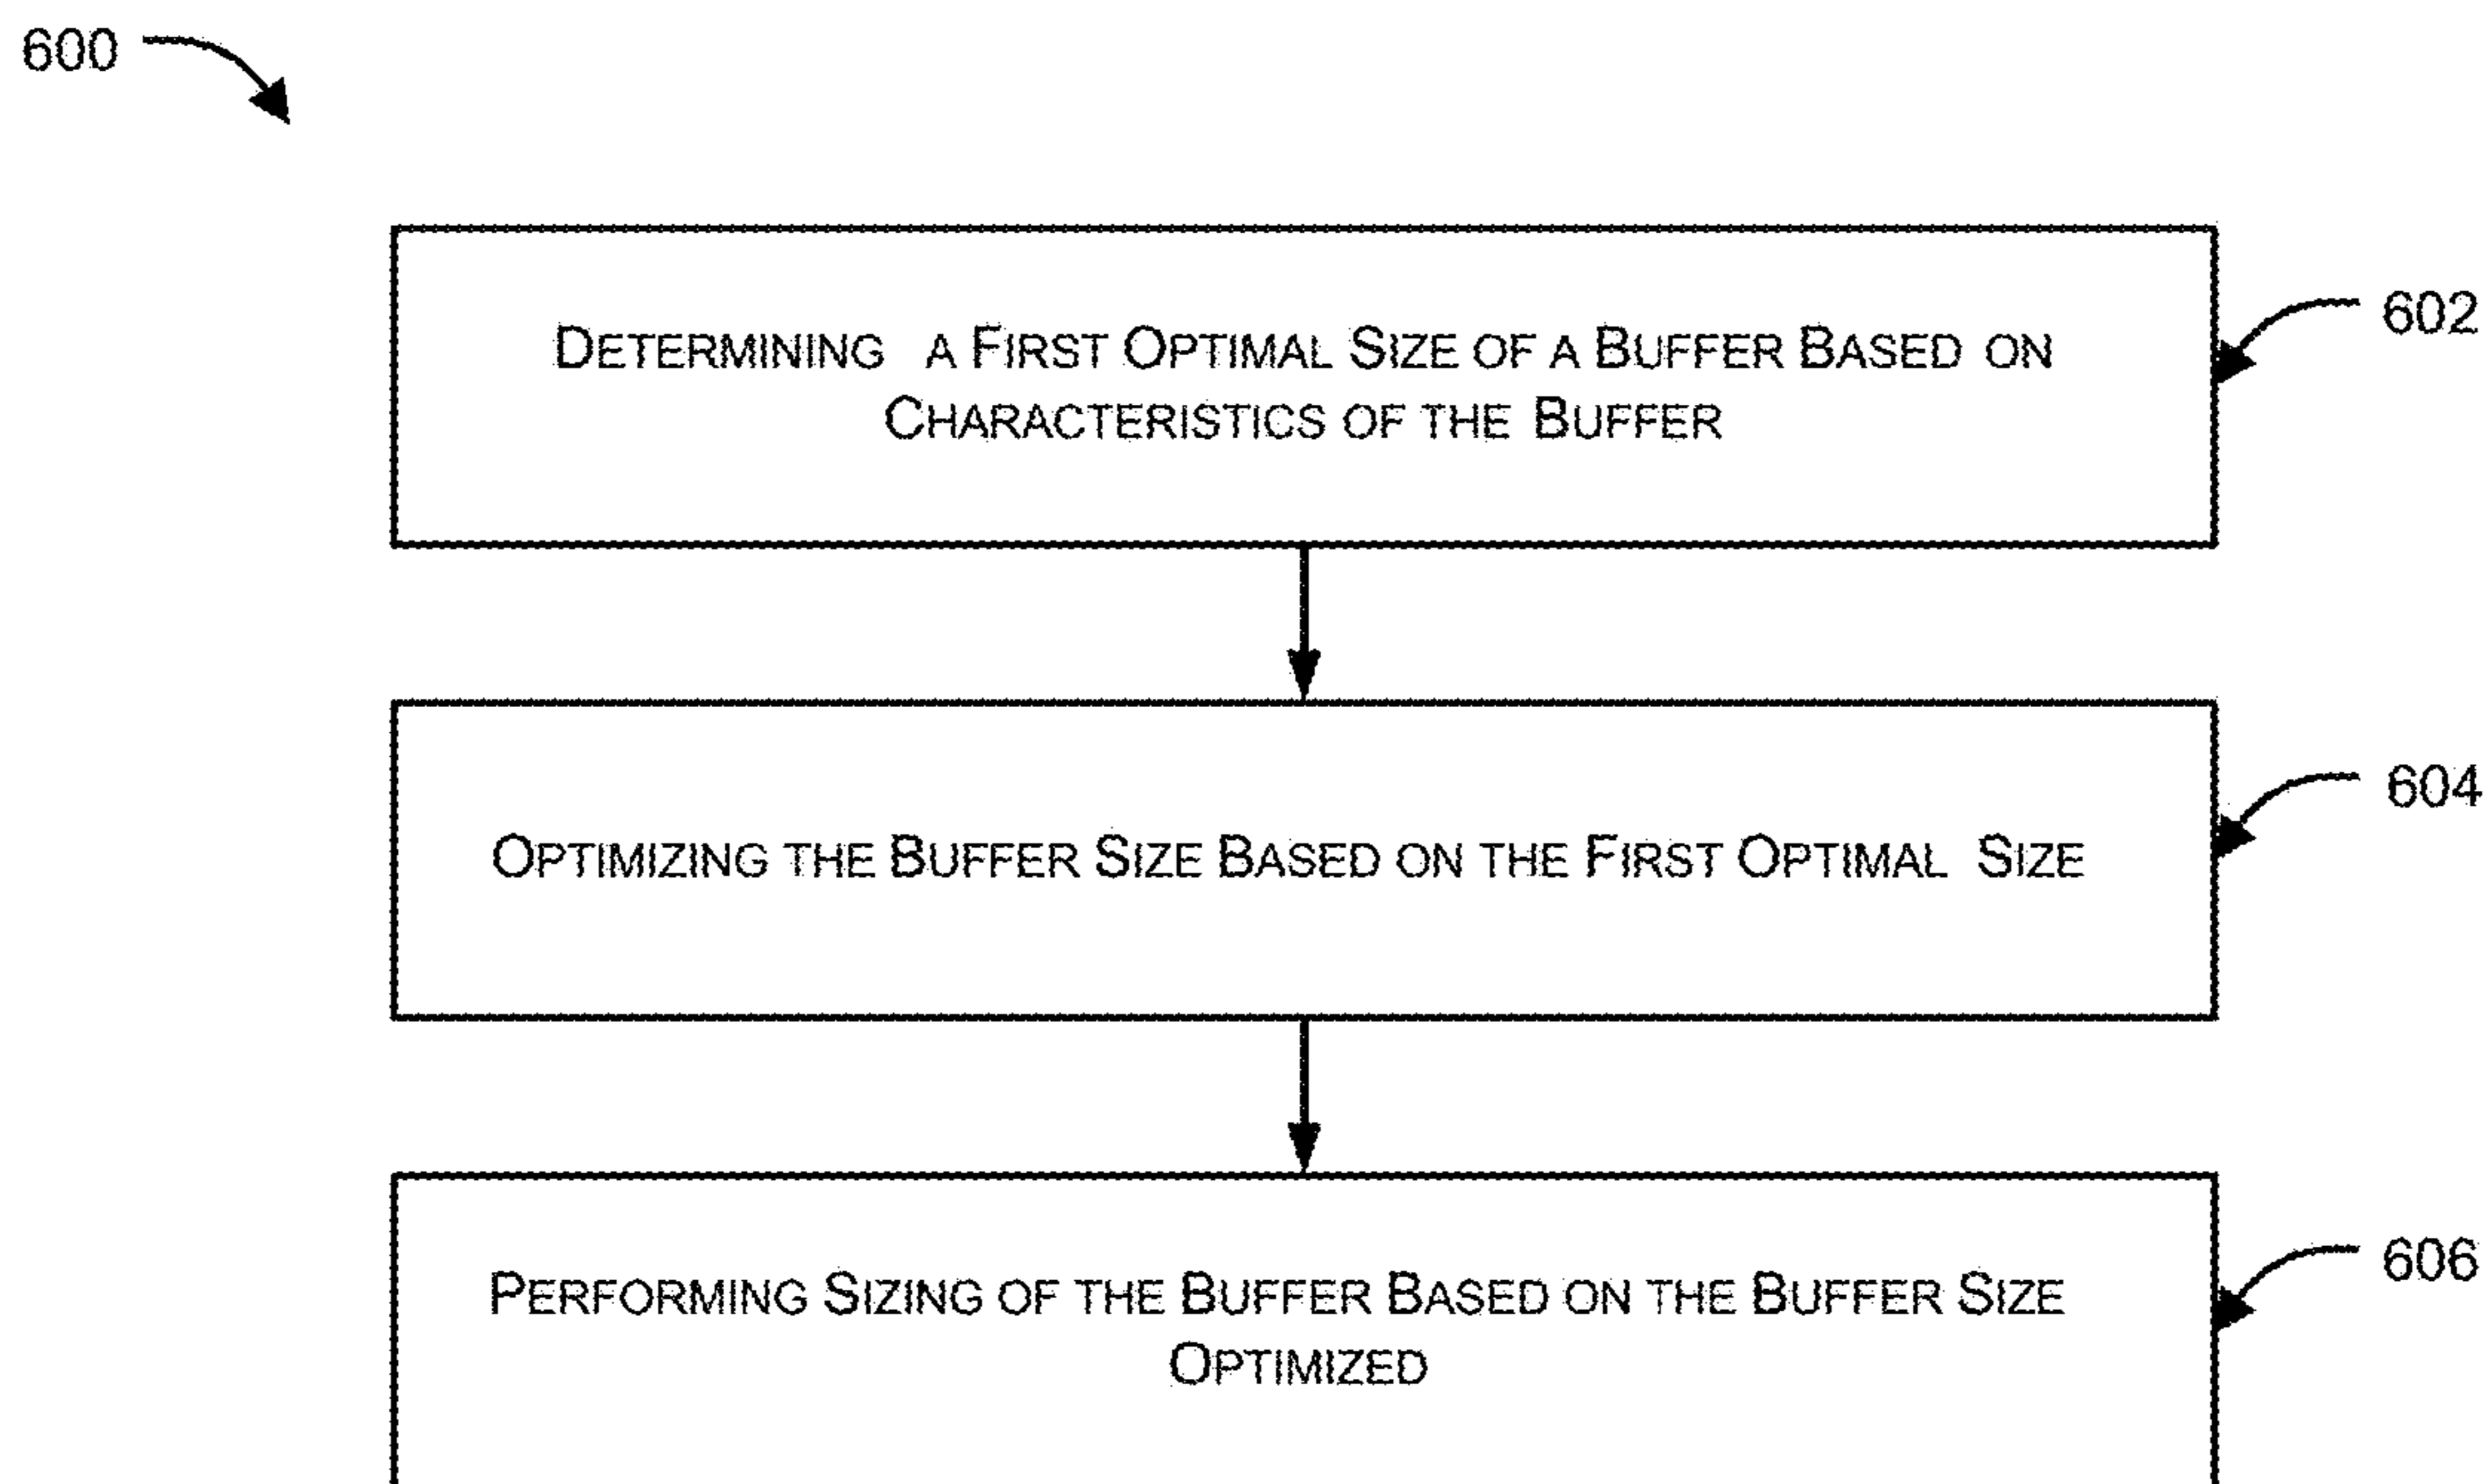 600
DETERMINING A FIRST OPTIMAL SIZE OF A BUFFER BASED ON
602
CHARACTERISTICS OF THE BUFFER
604
OPTIMIZING THE BUFFER SIZE BASED ON THE FIRST OPTIMAL SIZE
606
PERFORMING SIZING OF THE BUFFER BASED ON THE BUFFER SIZE
OPTIMIZED